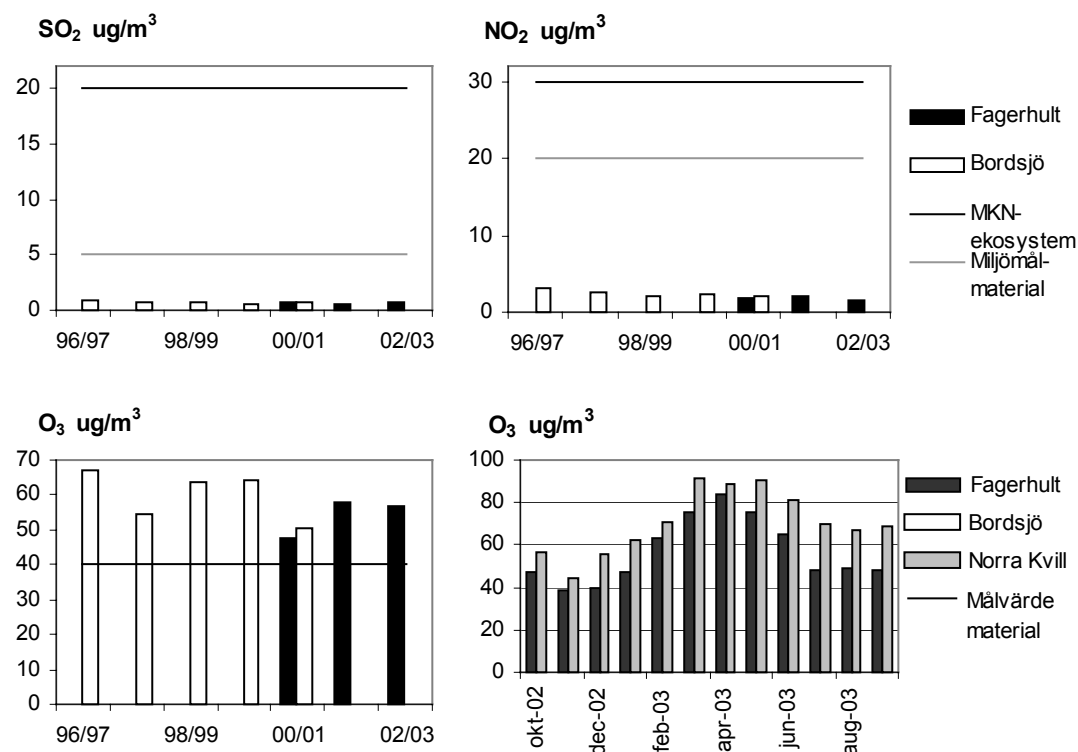 SO₂ ug/m³
20
15
10
5
0
96/97 98/99 00/01 02/03
NO₂ ug/m³
30
20
10
0
96/97 98/99 00/01 02/03
Fagerhult
Bordsjö
MKN-
ekosystem
Miljömål-
material
O₃ ug/m³
70
60
50
40
30
20
10
0
96/97 98/99 00/01 02/03
O₃ ug/m³
100
80
60
40
20
0
okt-02 dec-02 feb-03 apr-03 jun-03 aug-03
Fagerhult
Bordsjö
Norra Kvill
Målvärde
material